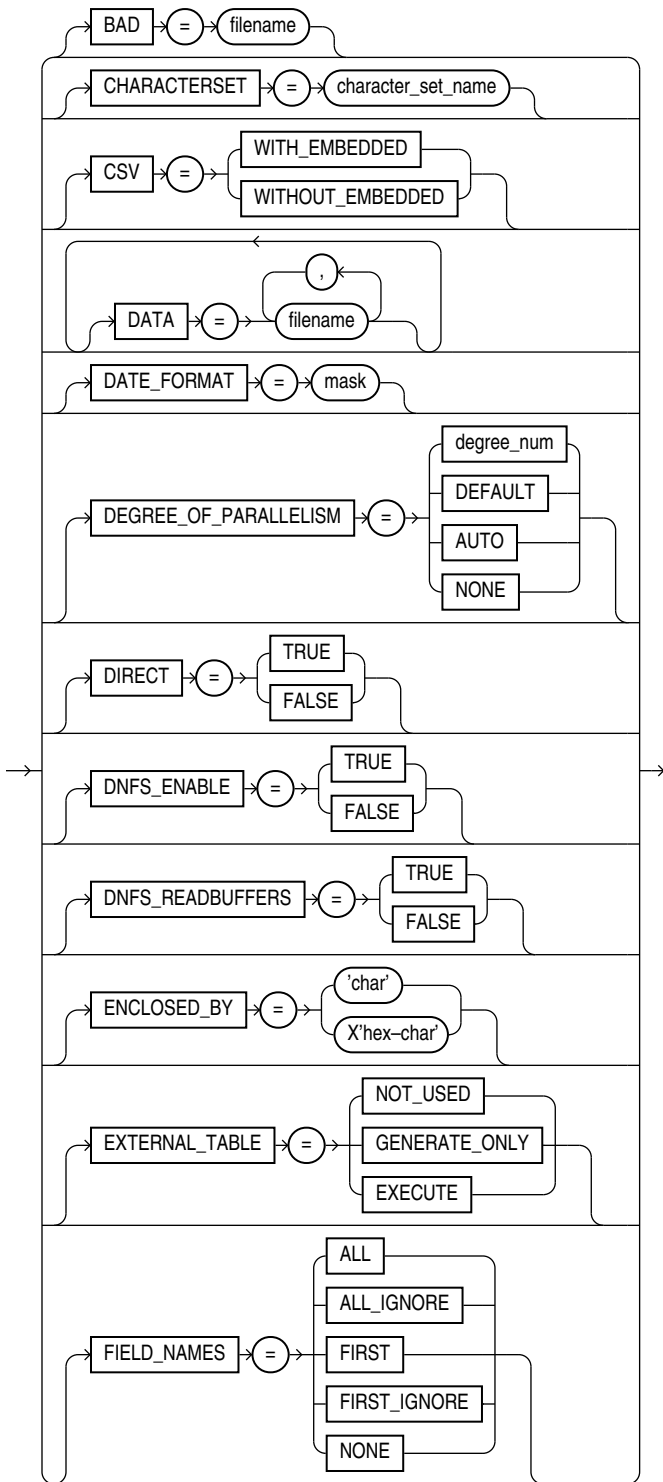 BAD = filename
CHARACTERSET = character_set_name
CSV = WITH_EMBEDDED
WITHOUT_EMBEDDED
,
DATA = filename
DATE_FORMAT = mask
degree_num
DEFAULT
DEGREE_OF_PARALLELISM =
AUTO
NONE
TRUE
DIRECT =
FALSE
TRUE
DNFS_ENABLE =
FALSE
TRUE
DNFS_READBUFFERS =
FALSE
'char'
ENCLOSED_BY =
X'hex–char'
NOT_USED
EXTERNAL_TABLE = GENERATE_ONLY
EXECUTE
ALL
ALL_IGNORE
FIELD_NAMES = FIRST
FIRST_IGNORE
NONE